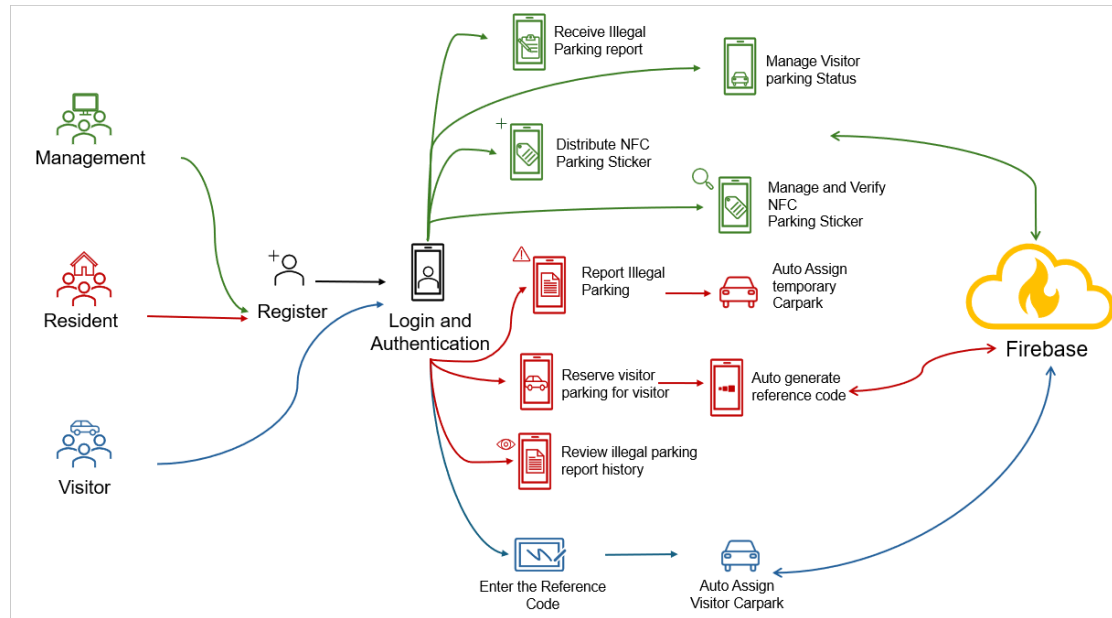 Receive Illegal
Parking report
Manage Visitor
parking Status
Management
Distribute NFC
Parking Sticker
Manage and Verify
NFC
Parking Sticker
Resident
Register
Login and
Authentication
Report Illegal
Parking
Auto Assign
temporary
Carpark
Firebase
Reserve visitor
parking for visitor
Auto generate
reference code
Review illegal parking
report history
Visitor
Enter the Reference
Code
Auto Assign
Visitor Carpark